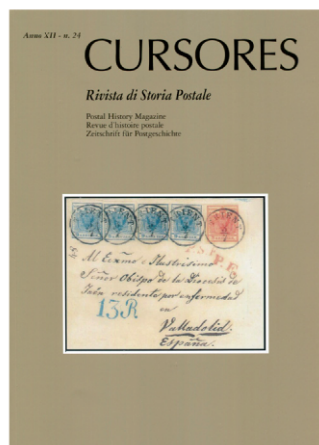 Anno XII - n. 24
CURSORES
Rivista di Storia Postale
Postal History Magazine
Revue d'histoire postale
Zeitschrift für Postgeschichte
Al Exmo. e Ilustrisimo
Señor Obispo de la Diocesis de
residente por enfermedad
13R
en
Valladolid.
España.